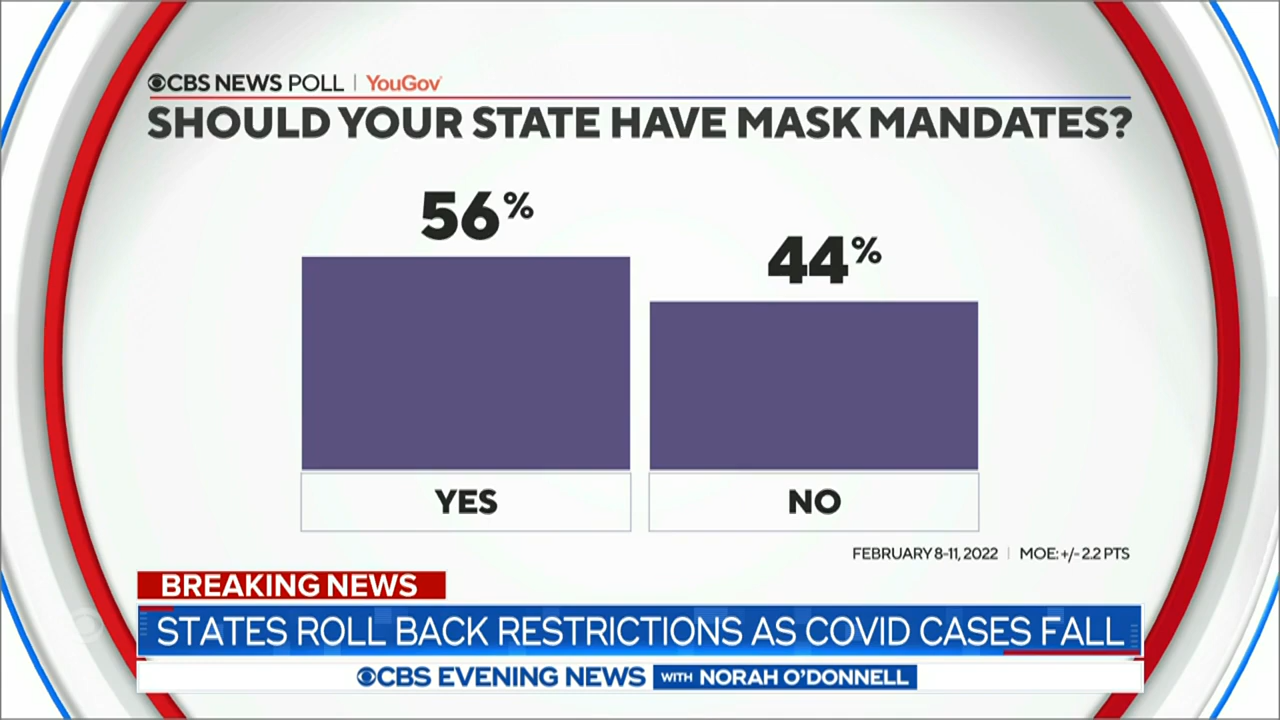 CBS NEWS POLL | YouGov
SHOULD YOUR STATE HAVE MASK MANDATES?
56%
44%
YES
NO
FEBRUARY 8-11, 2022 | MOE: +/- 2.2 PTS
BREAKING NEWS
STATES ROLL BACK RESTRICTIONS AS COVID CASES FALL
CBS EVENING NEWS WITH NORAH O'DONNELL